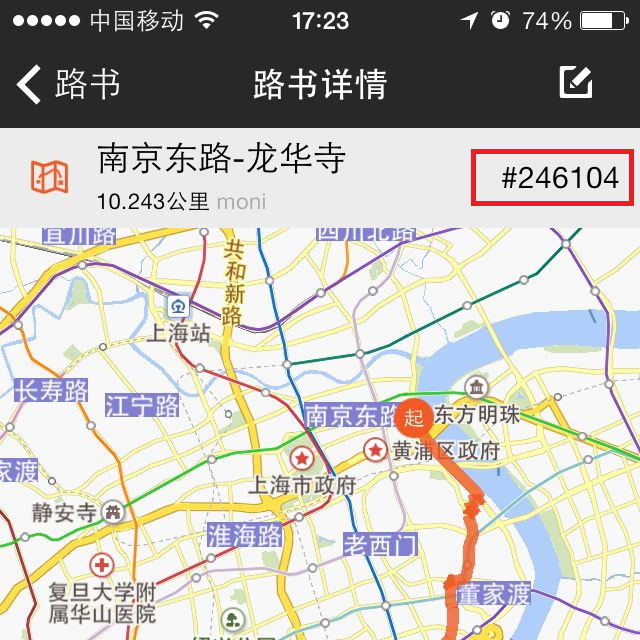 中国移动
17:23
74%
路书
路书详情
南京东路-龙华寺
#246104
10.243公里 moni
宜川路
四川北路
共和新路
上海站
长寿路
江宁路
南京东路
起
东方明珠
黄浦区政府
家渡
上海市政府
静安寺
淮海路
老西门
复旦大学附
属华山医院
董家渡